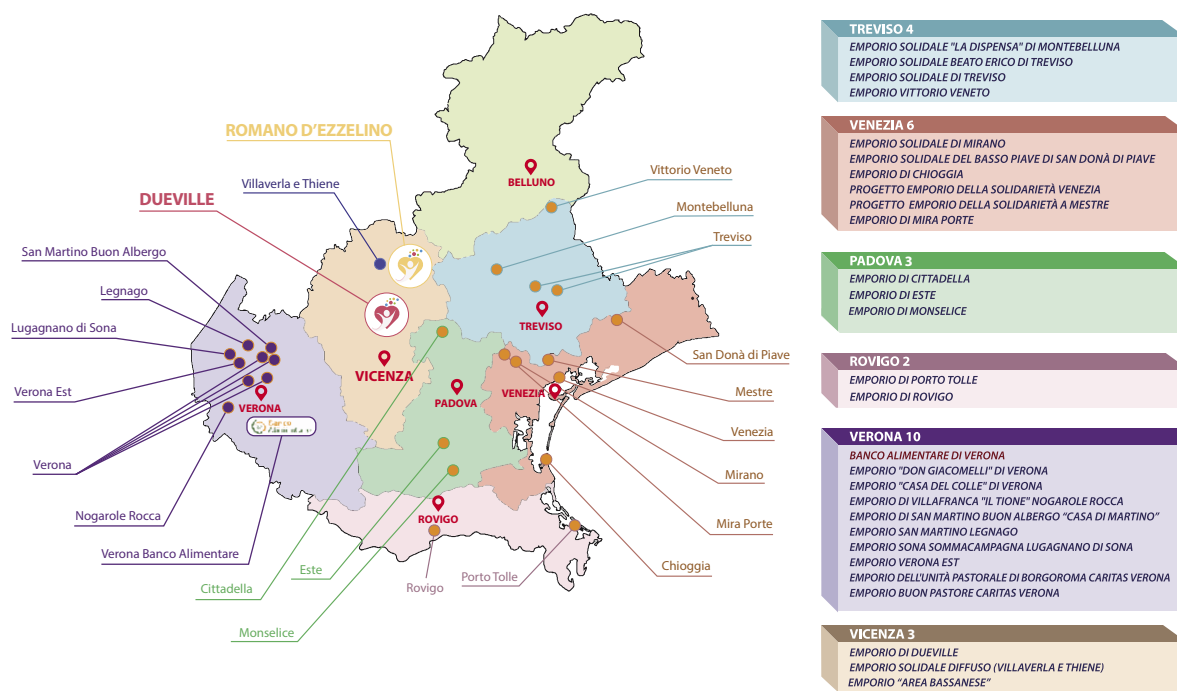 ROMANO D'EZZELINO
BELLUNO
Vittorio Veneto
Villaverla e Thiene
DUEVILLE
Montebelluna
Treviso
San Martino Buon Albergo
Legnago
Lugagnano di Sona
TREVISO
San Donà di Piave
VICENZA
Verona Est
PADOVA
VENEZIA
Mestre
VERONA
Banco
Alimentare
Venezia
Verona
Mirano
Nogarole Rocca
ROVIGO
Mira Porte
Verona Banco Alimentare
Este
Rovigo
Porto Tolle
Chioggia
Cittadella
Monselice
TREVISO 4
EMPORIO SOLIDALE "LA DISPENSA" DI MONTEBELLUNA
EMPORIO SOLIDALE BEATO ERICO DI TREVISO
EMPORIO SOLIDALE DI TREVISO
EMPORIO VITTORIO VENETO
VENEZIA 6
EMPORIO SOLIDALE DI MIRANO
EMPORIO SOLIDALE DEL BASSO PIAVE DI SAN DONÀ DI PIAVE
EMPORIO DI CHIOGGIA
PROGETTO EMPORIO DELLA SOLIDARIETÀ VENEZIA
PROGETTO EMPORIO DELLA SOLIDARIETÀ A MESTRE
EMPORIO DI MIRA PORTE
PADOVA 3
EMPORIO DI CITTADELLA
EMPORIO DI ESTE
EMPORIO DI MONSELICE
ROVIGO 2
EMPORIO DI PORTO TOLLE
EMPORIO DI ROVIGO
VERONA 10
BANCO ALIMENTARE DI VERONA
EMPORIO "DON GIACOMELLI" DI VERONA
EMPORIO "CASA DEL COLLE" DI VERONA
EMPORIO DI VILLAFRANCA "IL TIONE" NOGAROLE ROCCA
EMPORIO DI SAN MARTINO BUON ALBERGO "CASA DI MARTINO"
EMPORIO SAN MARTINO LEGNAGO
EMPORIO SONA SOMMACAMPAGNA LUGAGNANO DI SONA
EMPORIO VERONA EST
EMPORIO DELL'UNITÀ PASTORALE DI BORGOROMA CARITAS VERONA
EMPORIO BUON PASTORE CARITAS VERONA
VICENZA 3
EMPORIO DI DUEVILLE
EMPORIO SOLIDALE DIFFUSO (VILLAVERLA E THIENE)
EMPORIO "AREA BASSANESE"